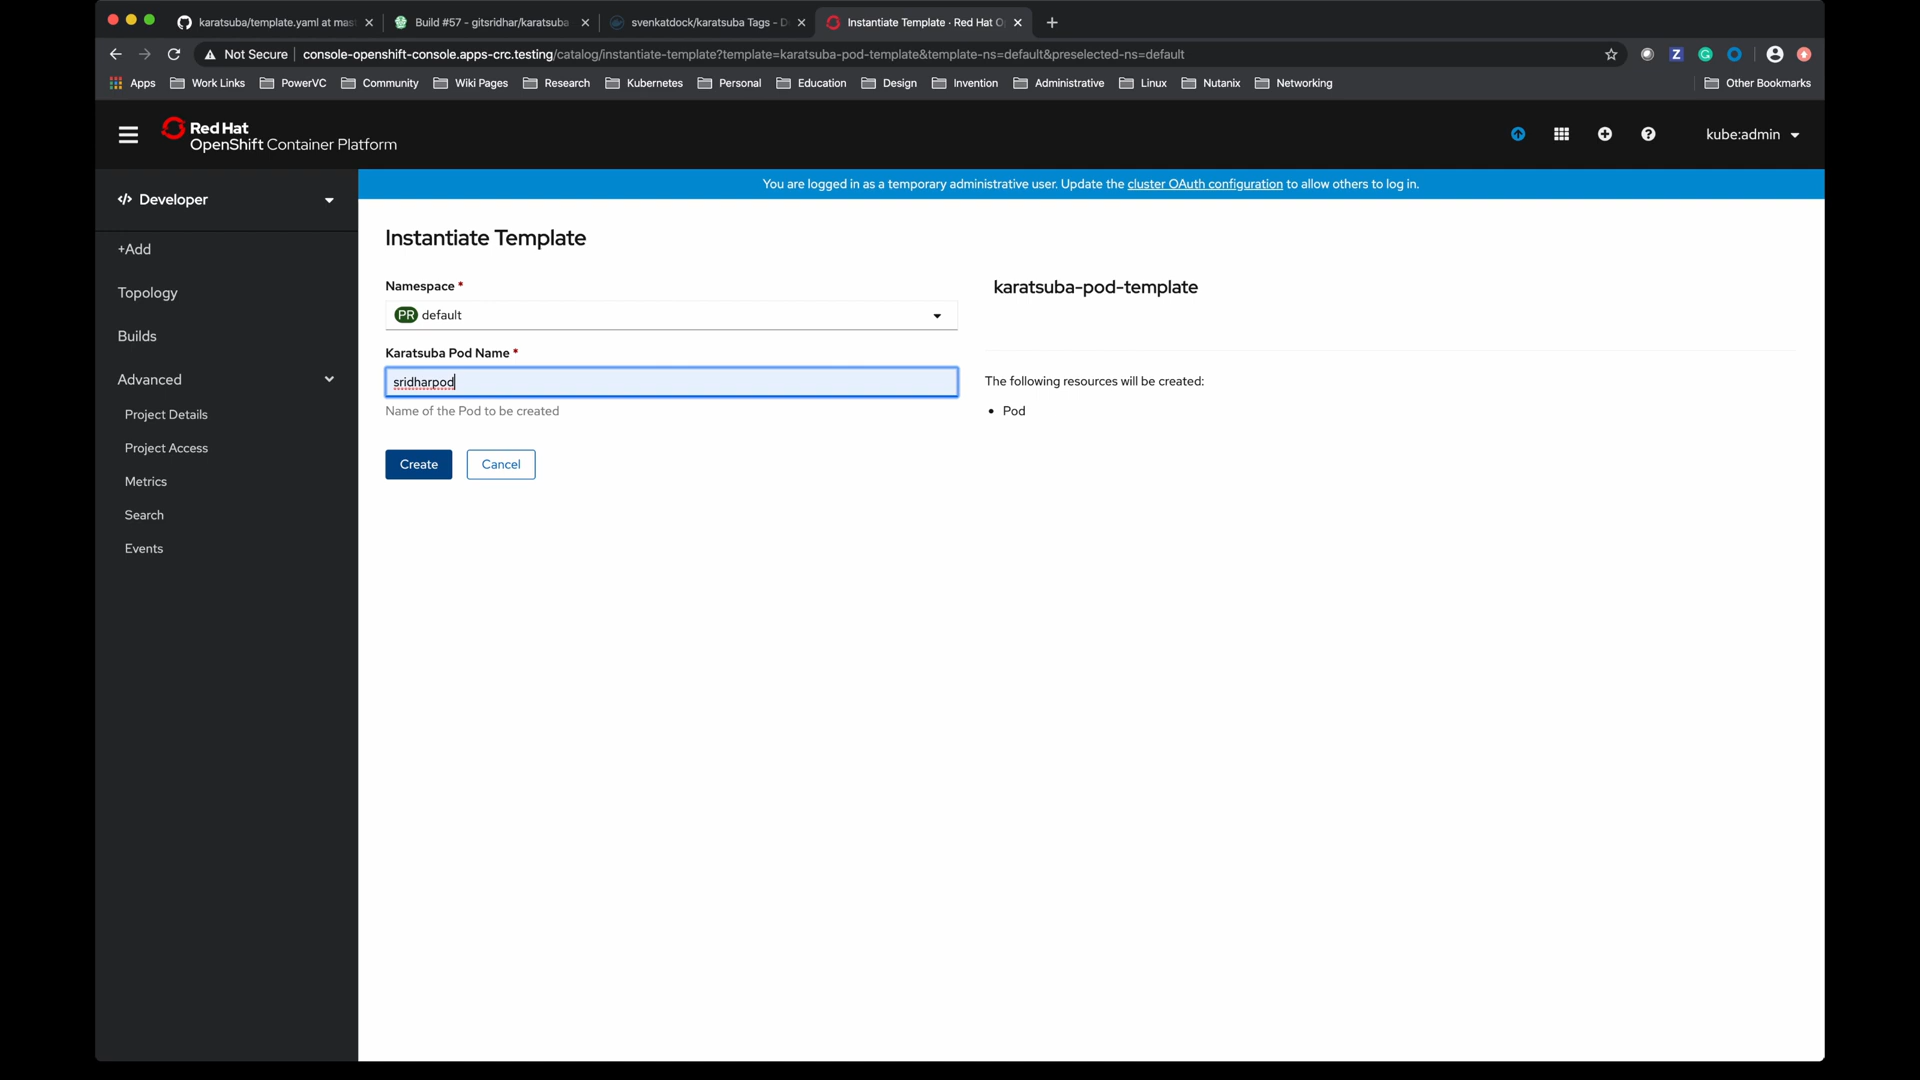 karatsuba/template.yaml at mas
Build #57 - gitsridhar/karatsuba
svenkatdock/karatsuba Tags - D
Instantiate Template · Red Hat O
Not Secure
console-openshift-console.apps-crc.testing/catalog/instantiate-template?template=karatsuba-pod-template&template-ns=default&preselected-ns=default
Apps
Work Links
PowerVC
Community
Wiki Pages
Research
Kubernetes
Personal
Education
Design
Invention
Administrative
Linux
Nutanix
Networking
Other Bookmarks
Red Hat
OpenShift Container Platform
kube:admin
You are logged in as a temporary administrative user. Update the cluster OAuth configuration to allow others to log in.
Developer
+Add
Topology
Builds
Advanced
Project Details
Project Access
Metrics
Search
Events
Instantiate Template
Namespace *
PR default
Karatsuba Pod Name *
sridharpod
Name of the Pod to be created
Create
Cancel
karatsuba-pod-template
The following resources will be created:
• Pod